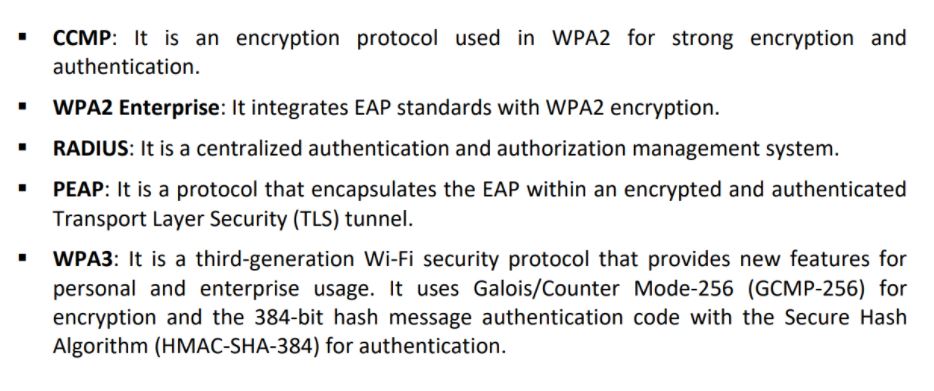 ▪ CCMP: It is an encryption protocol used in WPA2 for strong encryption and
authentication.
▪ WPA2 Enterprise: It integrates EAP standards with WPA2 encryption.
▪ RADIUS: It is a centralized authentication and authorization management system.
▪ PEAP: It is a protocol that encapsulates the EAP within an encrypted and authenticated
Transport Layer Security (TLS) tunnel.
▪ WPA3: It is a third-generation Wi-Fi security protocol that provides new features for
personal and enterprise usage. It uses Galois/Counter Mode-256 (GCMP-256) for
encryption and the 384-bit hash message authentication code with the Secure Hash
Algorithm (HMAC-SHA-384) for authentication.